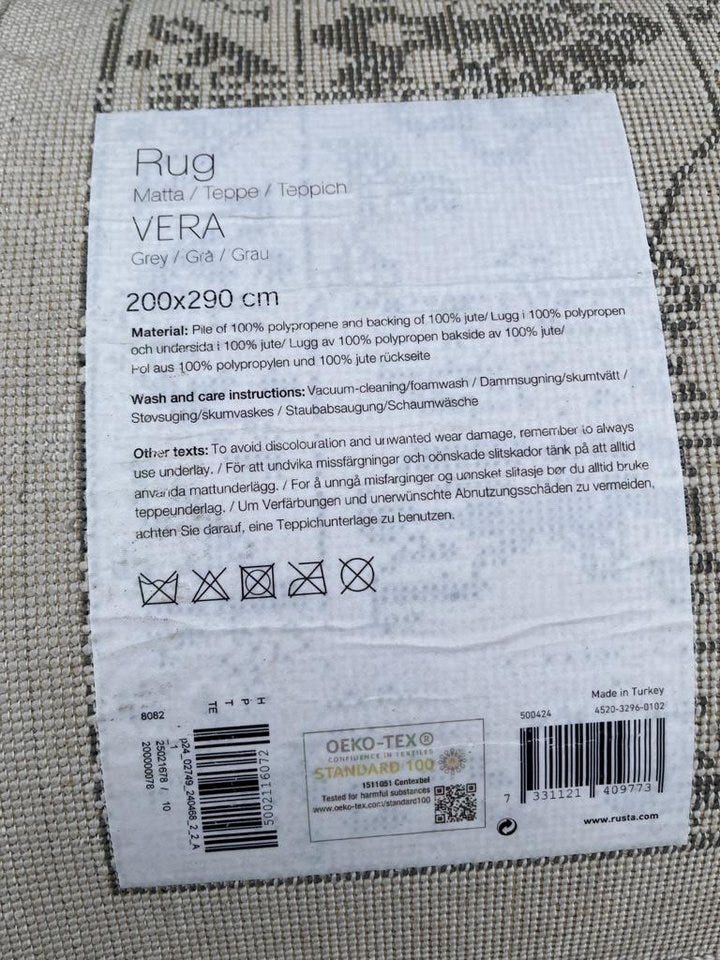 Rug
Matta / Teppe / Teppich
VERA
Grey / Grå / Grau
200x290 cm
Material: Pile of 100% polypropene and backing of 100% jute/ Lugg i 100% polypropen
och undersida i 100% jute/ Lugg av 100% polypropen bakside av 100% jute/
Pol aus 100% polypropylen und 100% jute rückseite
Wash and care instructions: Vacuum-cleaning/foamwash / Dammsugning/skumtvätt /
Støvsuging/skumvaskes / Staubabsaugung/Schaumwäsche
Other texts: To avoid discolouration and unwanted wear damage, remember to always
use underlay. / För att undvika missfärgningar och oönskade slitskador tänk på att alltid
använda mattunderlägg. / For å unngå misfarginger og uønsket slitasje bør du alltid bruke
teppeunderlag. / Um Verfärbungen und unerwünschte Abnutzungsschäden zu vermeiden,
achten Sie darauf, eine Teppichunterlage zu benutzen.
8082
H
P
T
TE
p24_02749_240468_2_2_A
_1
25021678 / 10
200000078
5002116072
OEKO-TEX®
CONFIDENCE IN TEXTILES
STANDARD 100
1511051 Centexbel
Tested for harmful substances
www.oeko-tex.com/standard100
Made in Turkey
500424 4520-3296-0102
7 331121 409773
www.rusta.com